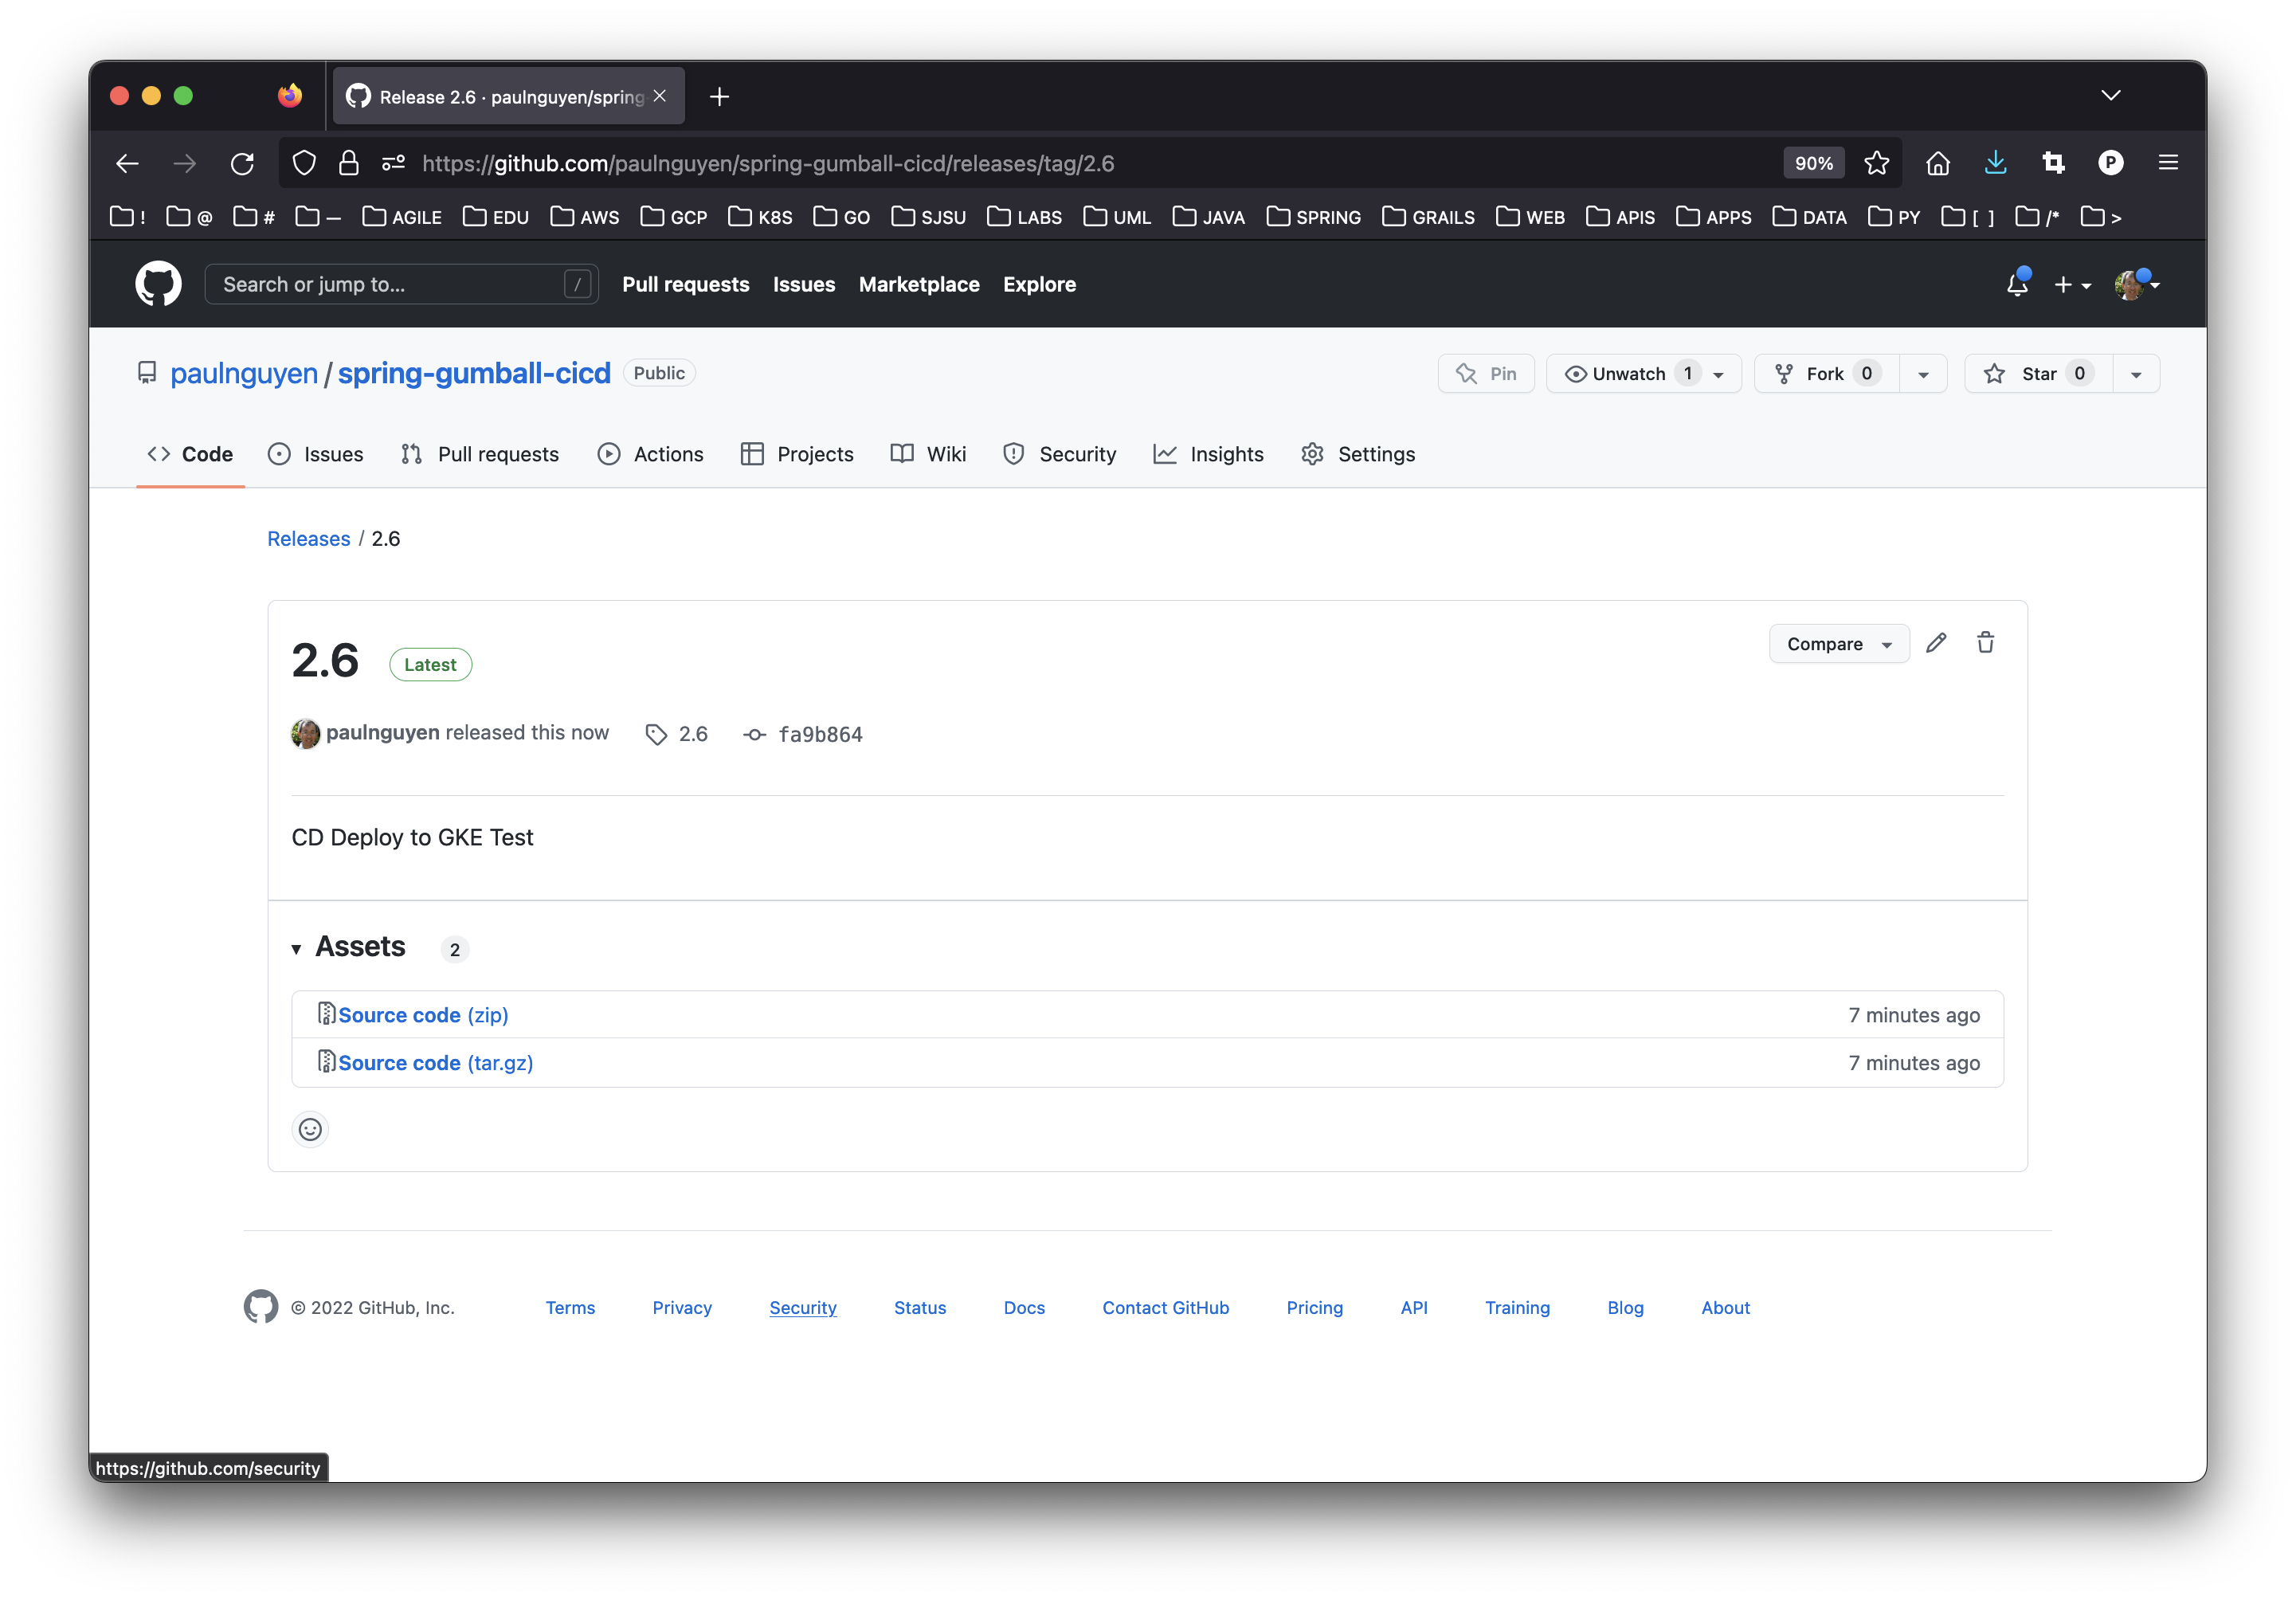 Release 2.6 · paulnguyen/spring
https://github.com/paulnguyen/spring-gumball-cicd/releases/tag/2.6 90% P
! @ # — AGILE EDU AWS GCP K8S GO SJSU LABS UML JAVA SPRING GRAILS WEB APIS APPS DATA PY [ ] /* >
Search or jump to... / Pull requests Issues Marketplace Explore
paulnguyen / spring-gumball-cicd Public Pin Unwatch 1 Fork 0 Star 0
Code Issues Pull requests Actions Projects Wiki Security Insights Settings
Releases / 2.6
2.6 Latest Compare
paulnguyen released this now 2.6 fa9b864
CD Deploy to GKE Test
Assets 2
Source code (zip) 7 minutes ago
Source code (tar.gz) 7 minutes ago
© 2022 GitHub, Inc. Terms Privacy Security Status Docs Contact GitHub Pricing API Training Blog About
https://github.com/security